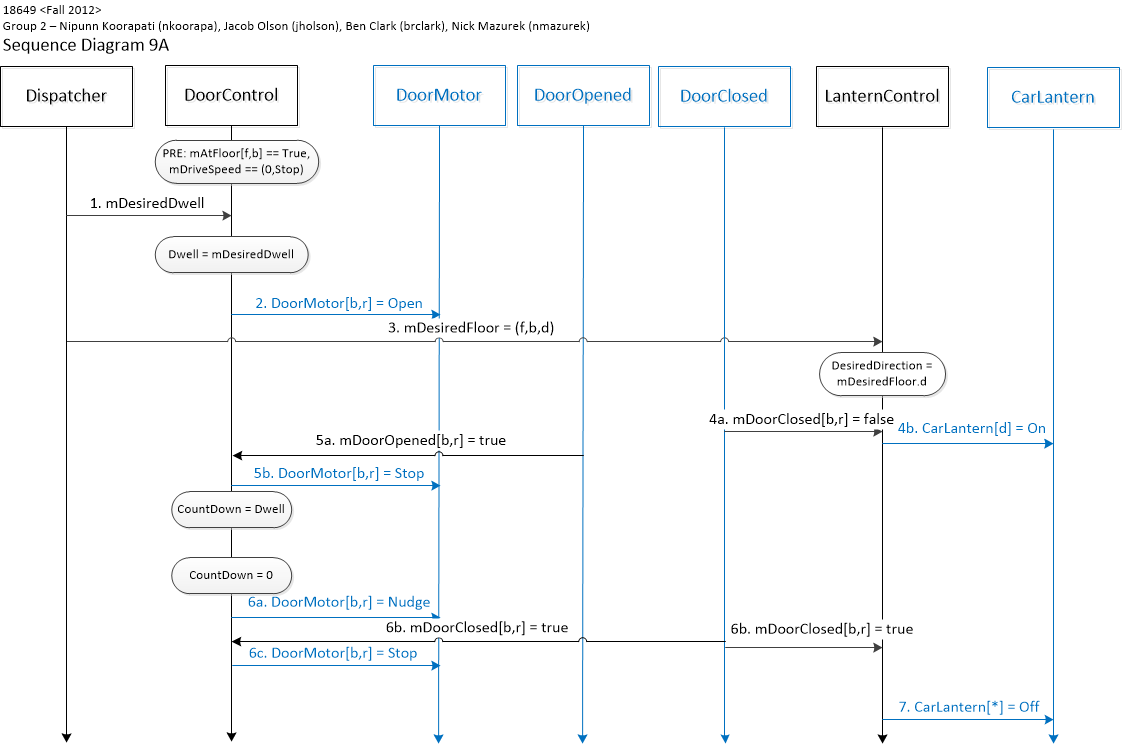 18649 <Fall 2012>
Group 2 – Nipunn Koorapati (nkoorapa), Jacob Olson (jholson), Ben Clark (brclark), Nick Mazurek (nmazurek)
Sequence Diagram 9A
Dispatcher
DoorControl
DoorMotor
DoorOpened
DoorClosed
LanternControl
CarLantern
PRE: mAtFloor[f,b] == True,
mDriveSpeed == (0,Stop)
1. mDesiredDwell
Dwell = mDesiredDwell
2. DoorMotor[b,r] = Open
3. mDesiredFloor = (f,b,d)
DesiredDirection =
mDesiredFloor.d
4a. mDoorClosed[b,r] = false
4b. CarLantern[d] = On
5a. mDoorOpened[b,r] = true
5b. DoorMotor[b,r] = Stop
CountDown = Dwell
CountDown = 0
6a. DoorMotor[b,r] = Nudge
6b. mDoorClosed[b,r] = true
6b. mDoorClosed[b,r] = true
6c. DoorMotor[b,r] = Stop
7. CarLantern[*] = Off